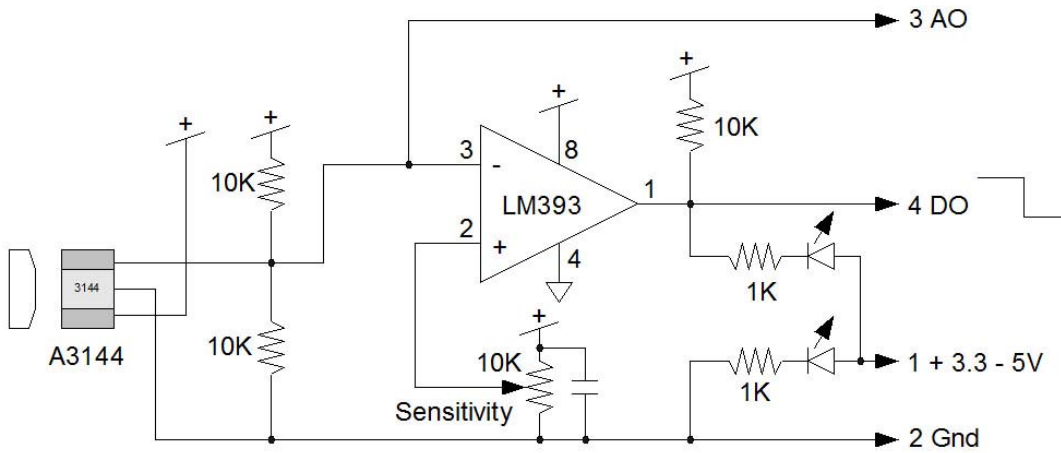 3 AO
+
+
+
+
10K
10K
3
-
8
LM393
1
4 DO
2
+
4
1K
3144
A3144
10K
+
10K
Sensitivity
1K
1 + 3.3 - 5V
2 Gnd